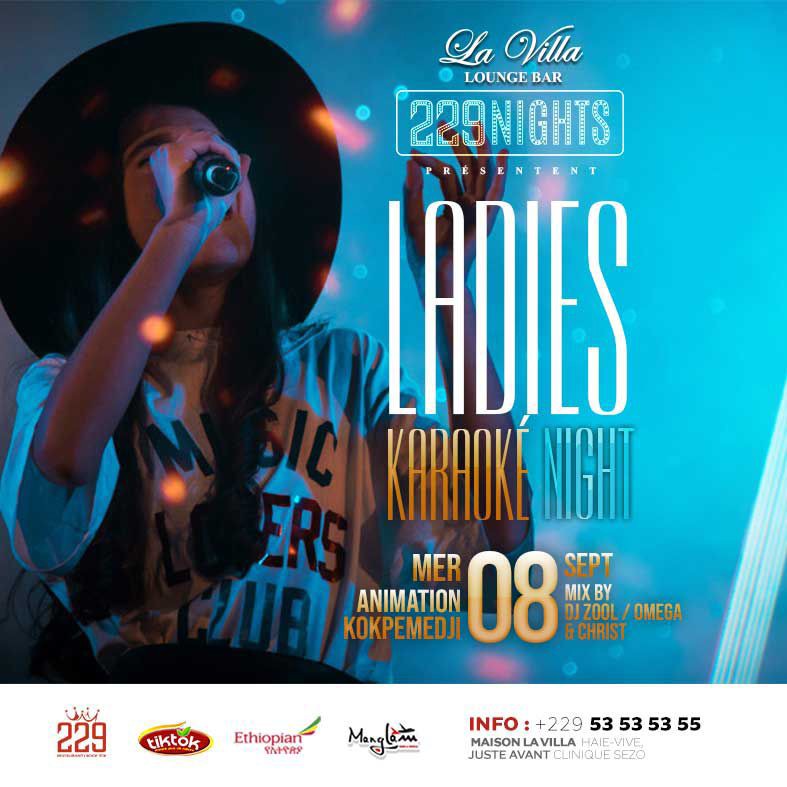 La Villa
LOUNGE BAR
229NIGHTS
PRÉSENTENT
LADIES
KARAOKÉ NIGHT
MER 08 SEPT
ANIMATION
KOKPEMEDJI
MIX BY
DJ ZOOL / OMEGA
& CHRIST
MUSIC
LOVERS
CLUB
229
tiktok
Ethiopian
የኢትዮጵያ
Manglam
INFO : +229 53 53 53 55
MAISON LA VILLA HAIE-VIVE,
JUSTE AVANT CLINIQUE SEZO